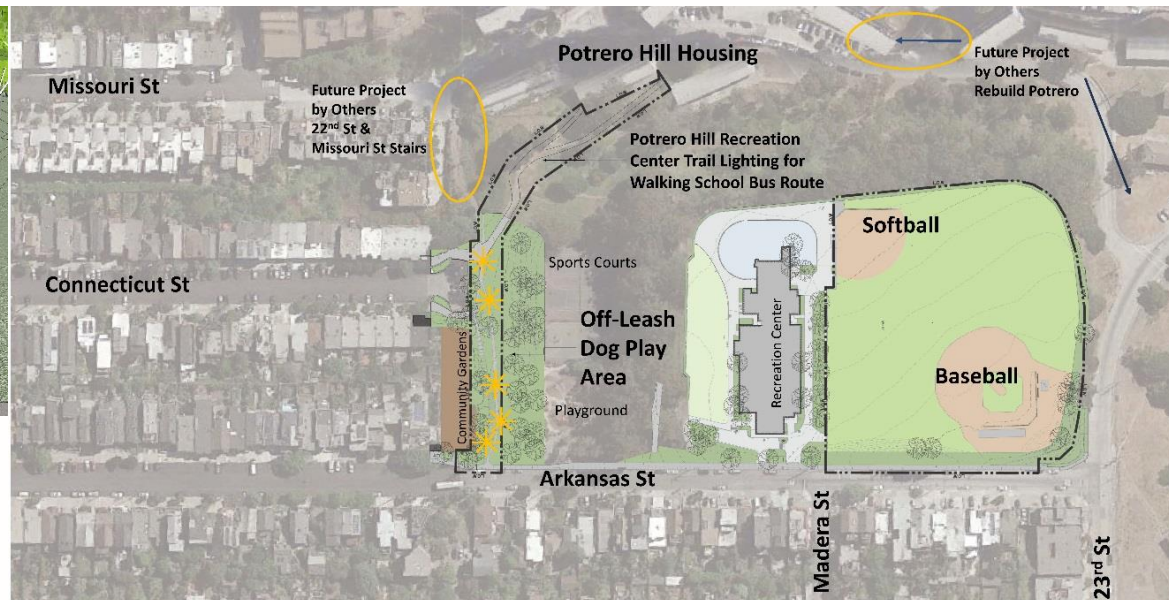 Potrero Hill Housing
Missouri St
Future Project
by Others
22nd St &
Missouri St Stairs
Future Project
by Others
Rebuild Potrero
Potrero Hill Recreation
Center Trail Lighting for
Walking School Bus Route
Softball
Sports Courts
Connecticut St
Off-Leash
Dog Play
Area
Community Gardens
Recreation Center
Baseball
Playground
Arkansas St
Madera St
23rd St